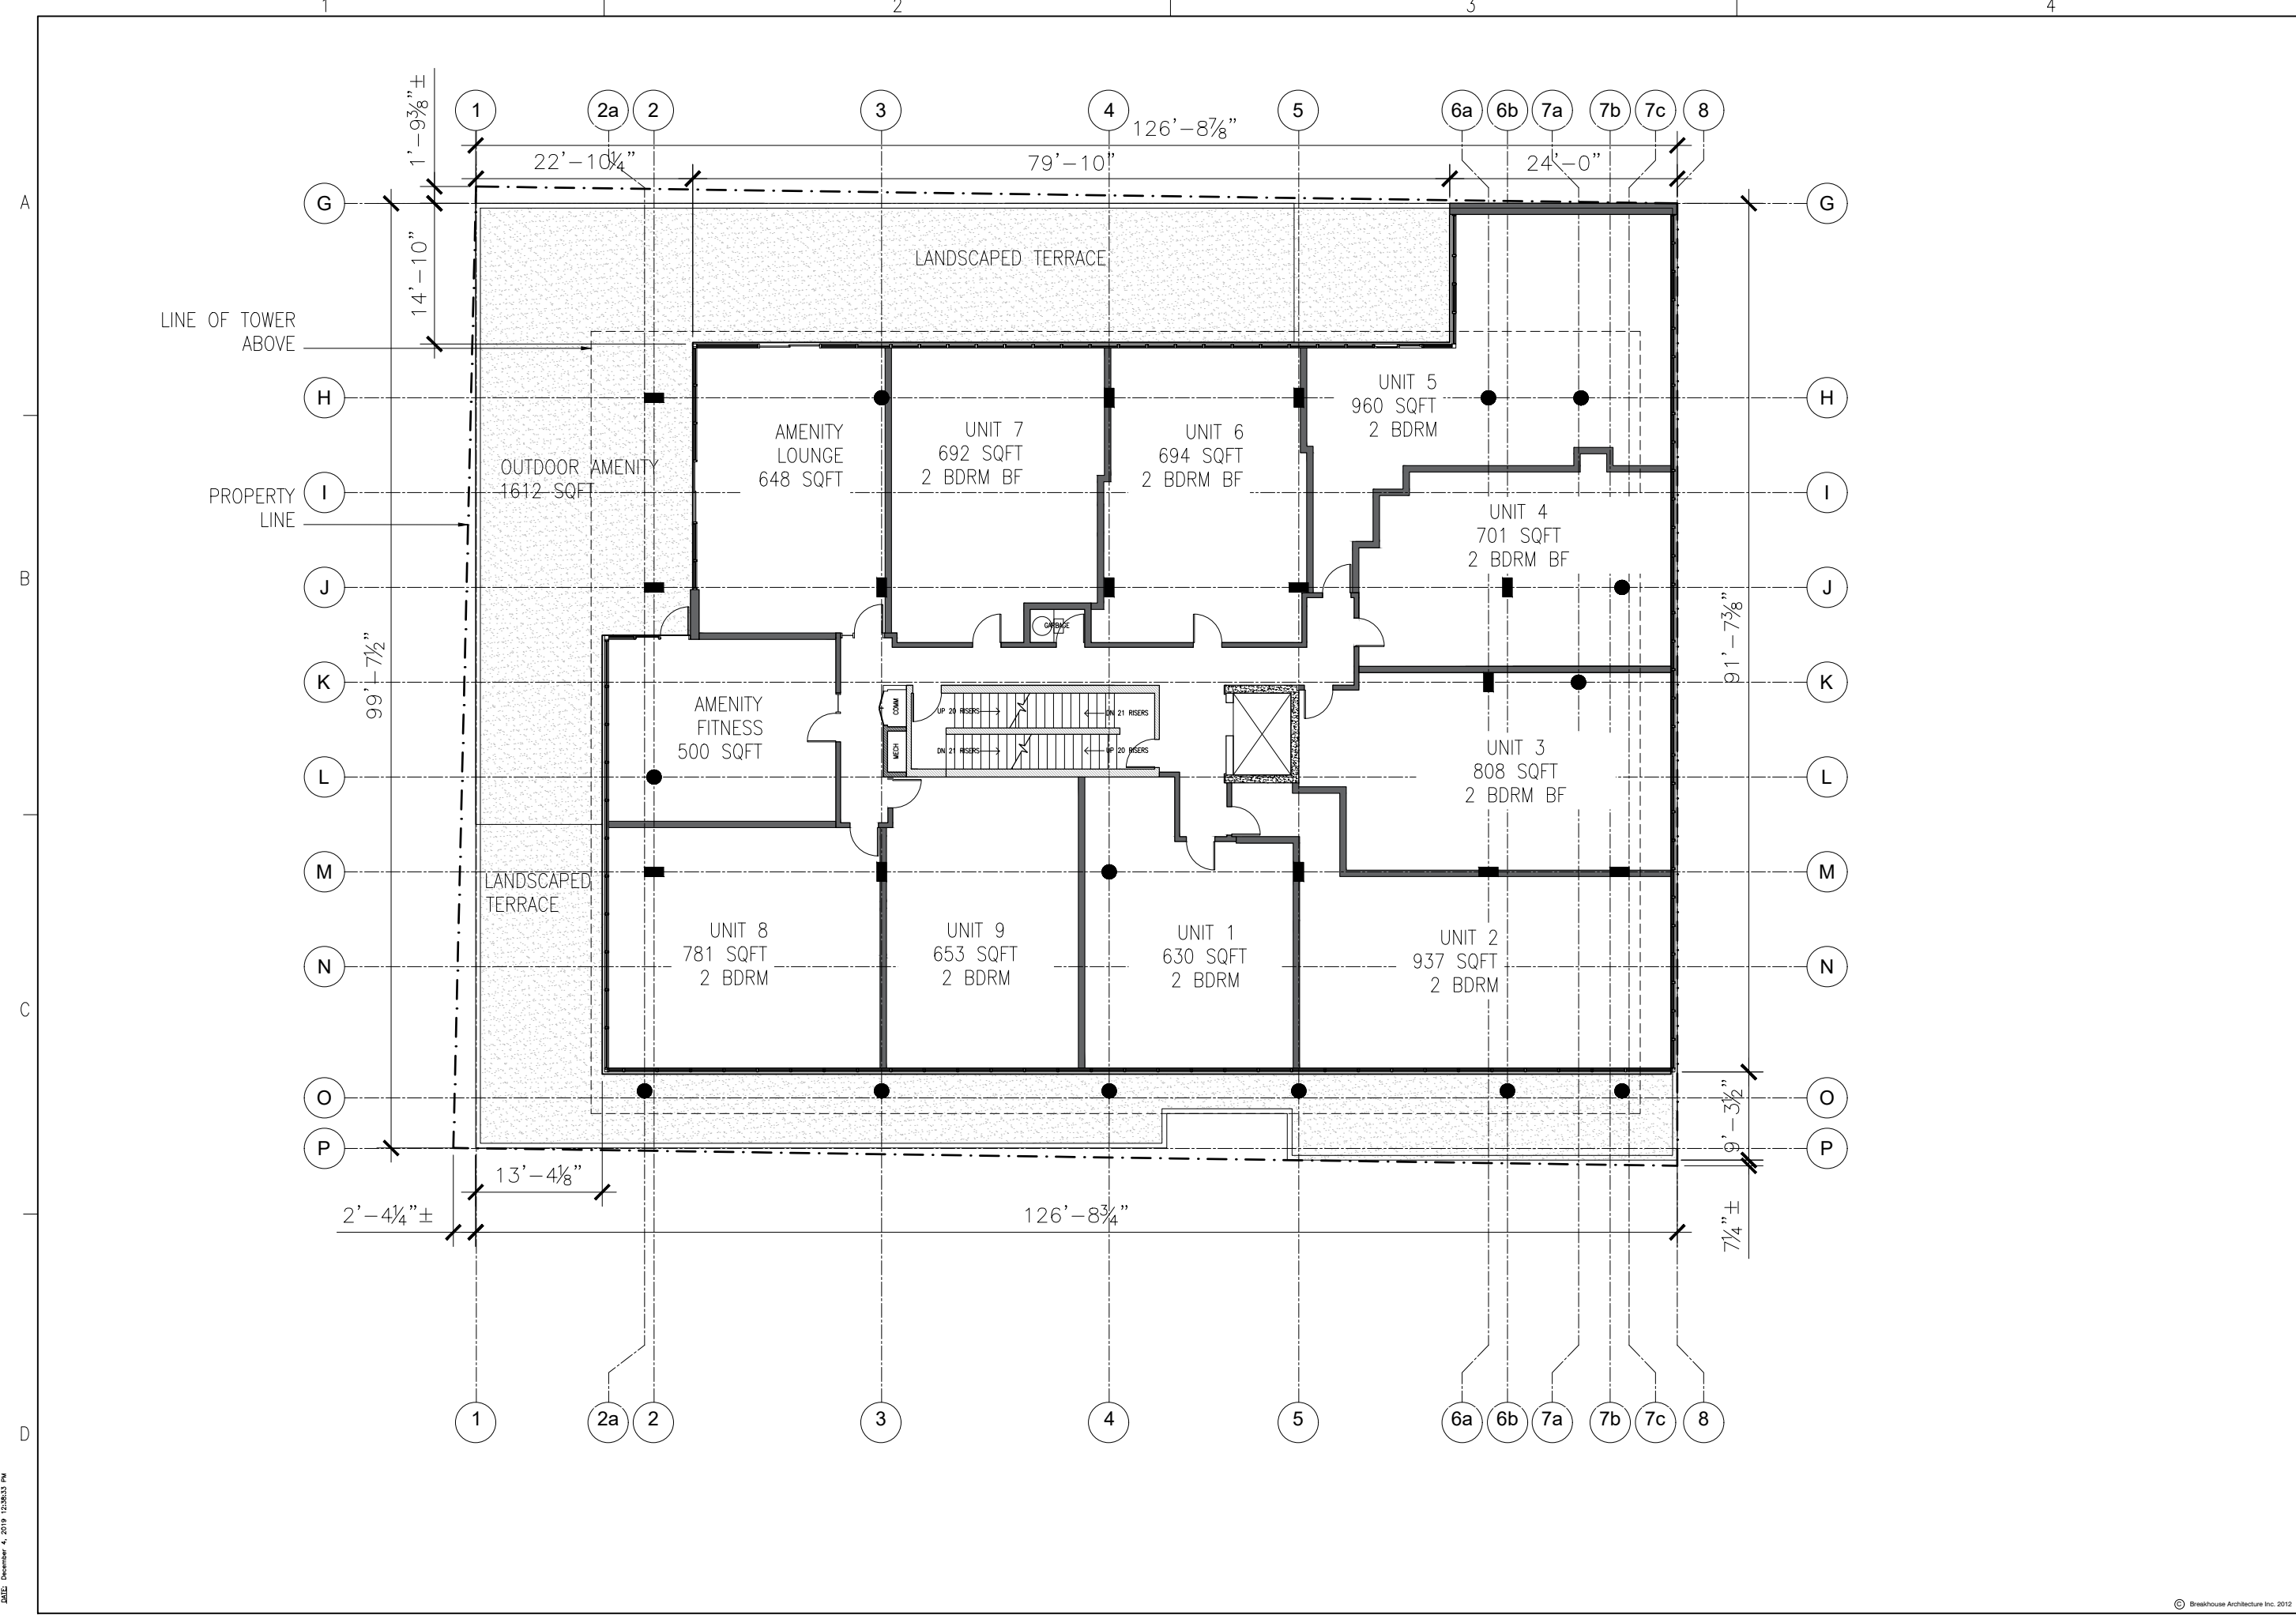 1 2 3 4
1 2a 2 3 4 5 6a 6b 7a 7b 7c 8
1'-9⅜"±
126'-8⅞"
22'-10¼" 79'-10" 24'-0"
A
G G
14'-10"
LANDSCAPED TERRACE
LINE OF TOWER
ABOVE
H H
UNIT 5
960 SQFT
2 BDRM
AMENITY
LOUNGE
648 SQFT
UNIT 7
692 SQFT
2 BDRM BF
UNIT 6
694 SQFT
2 BDRM BF
OUTDOOR AMENITY
1612 SQFT
PROPERTY
LINE
I I
UNIT 4
701 SQFT
2 BDRM BF
B
J J
GARBAGE
99'-7½"
91'-7⅜"
K K
AMENITY
FITNESS
500 SQFT
COMM
MECH
UP 20 RISERS
DN 21 RISERS
DN 21 RISERS
UP 20 RISERS
UNIT 3
808 SQFT
2 BDRM BF
L L
M M
LANDSCAPED
TERRACE
UNIT 8
781 SQFT
2 BDRM
UNIT 9
653 SQFT
2 BDRM
UNIT 1
630 SQFT
2 BDRM
UNIT 2
937 SQFT
2 BDRM
N N
C
O O
9'-3½"
P P
13'-4⅛"
2'-4¼"±
126'-8¾"
7¼"±
1 2a 2 3 4 5 6a 6b 7a 7b 7c 8
D
DATE: December 4, 2019 12:38:33 PM
© Breakhouse Architecture Inc. 2012